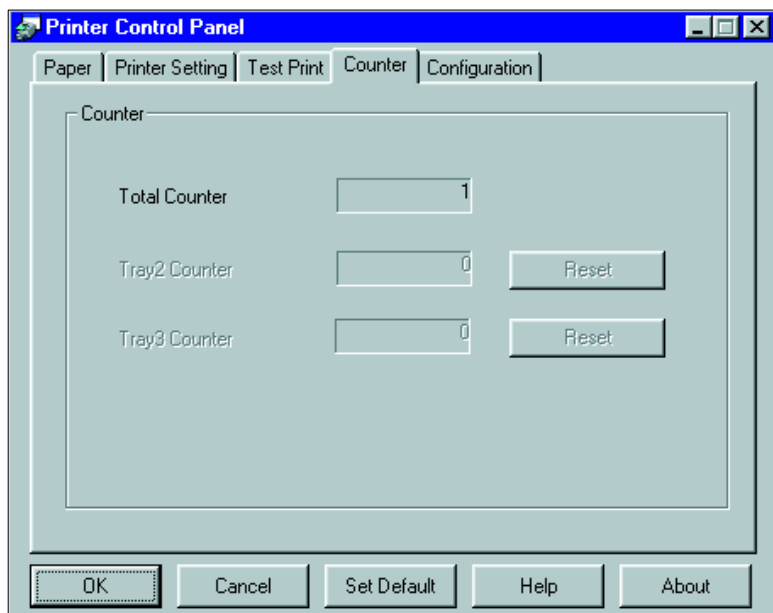 Printer Control Panel
Paper Printer Setting Test Print Counter Configuration
Counter
Total Counter 1
Tray2 Counter 0 Reset
Tray3 Counter 0 Reset
OK Cancel Set Default Help About